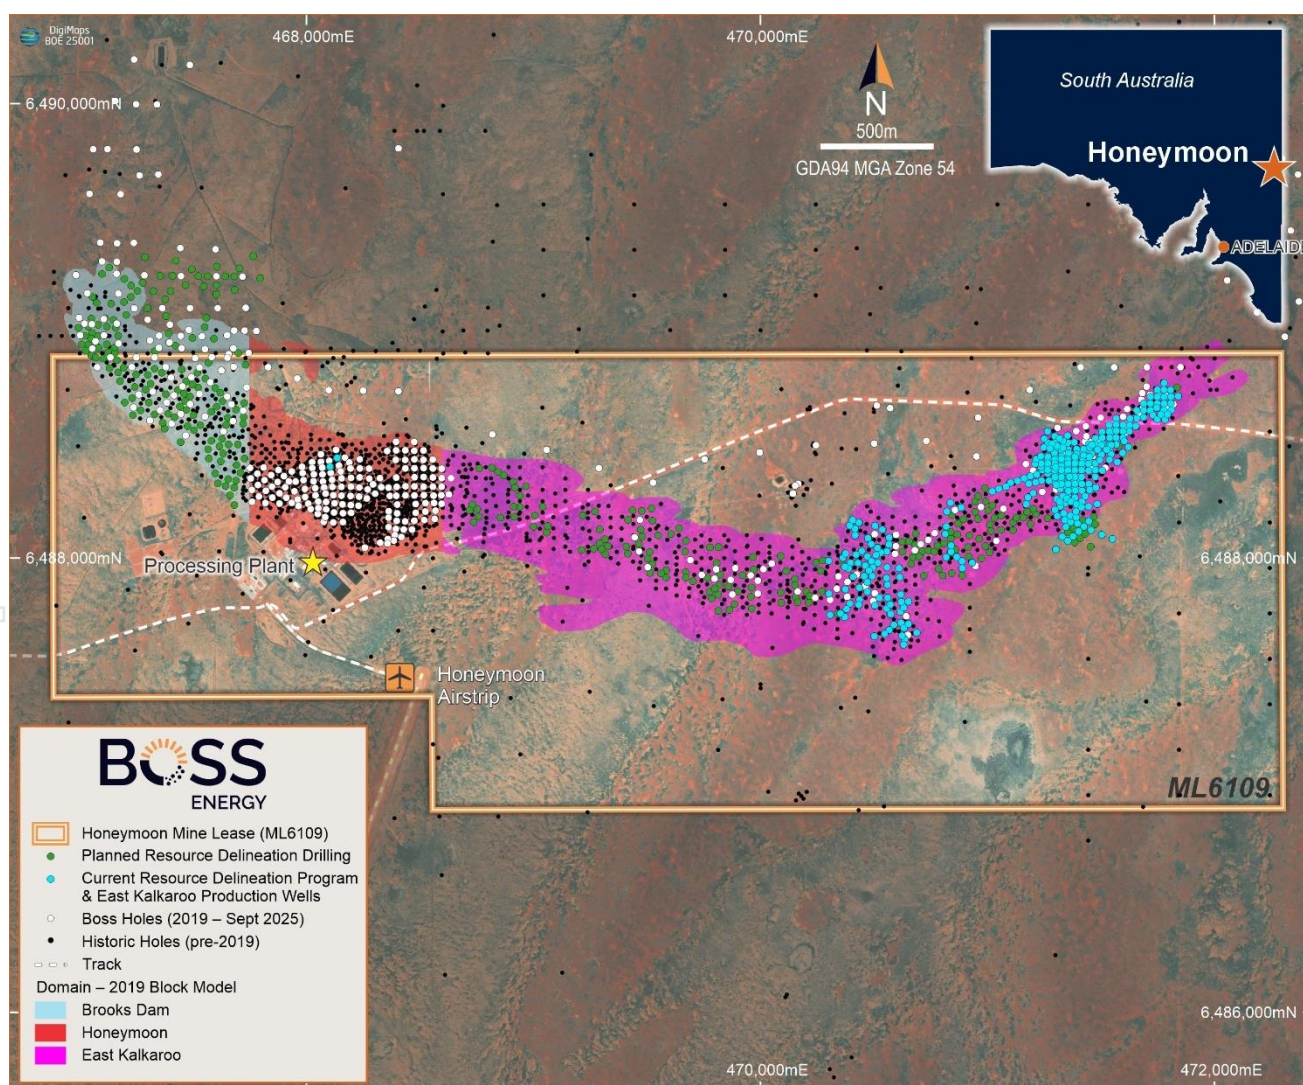 DigiMaps
BOE 25001
468,000mE
470,000mE
6,490,000mN
N
500m
GDA94 MGA Zone 54
South Australia
Honeymoon
ADELAIDE
6,488,000mN
6,488,000mN
Processing Plant
Honeymoon
Airstrip
ML6109
BOSS
ENERGY
Honeymoon Mine Lease (ML6109)
Planned Resource Delineation Drilling
Current Resource Delineation Program
& East Kalkaroo Production Wells
Boss Holes (2019 – Sept 2025)
Historic Holes (pre-2019)
Track
Domain – 2019 Block Model
Brooks Dam
Honeymoon
East Kalkaroo
6,486,000mN
470,000mE
472,000mE